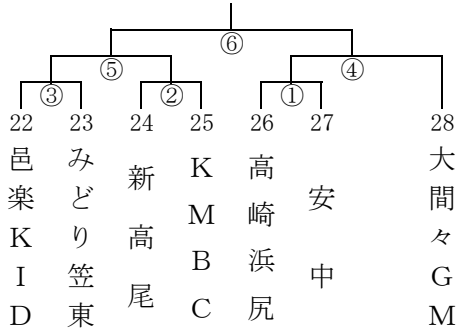 ⑥
⑤ ④
③ ② ①
22 23 24 25 26 27 28
邑楽KID
みどり笠東
新高尾
KMBC
高崎浜尻
安中
大間々GM